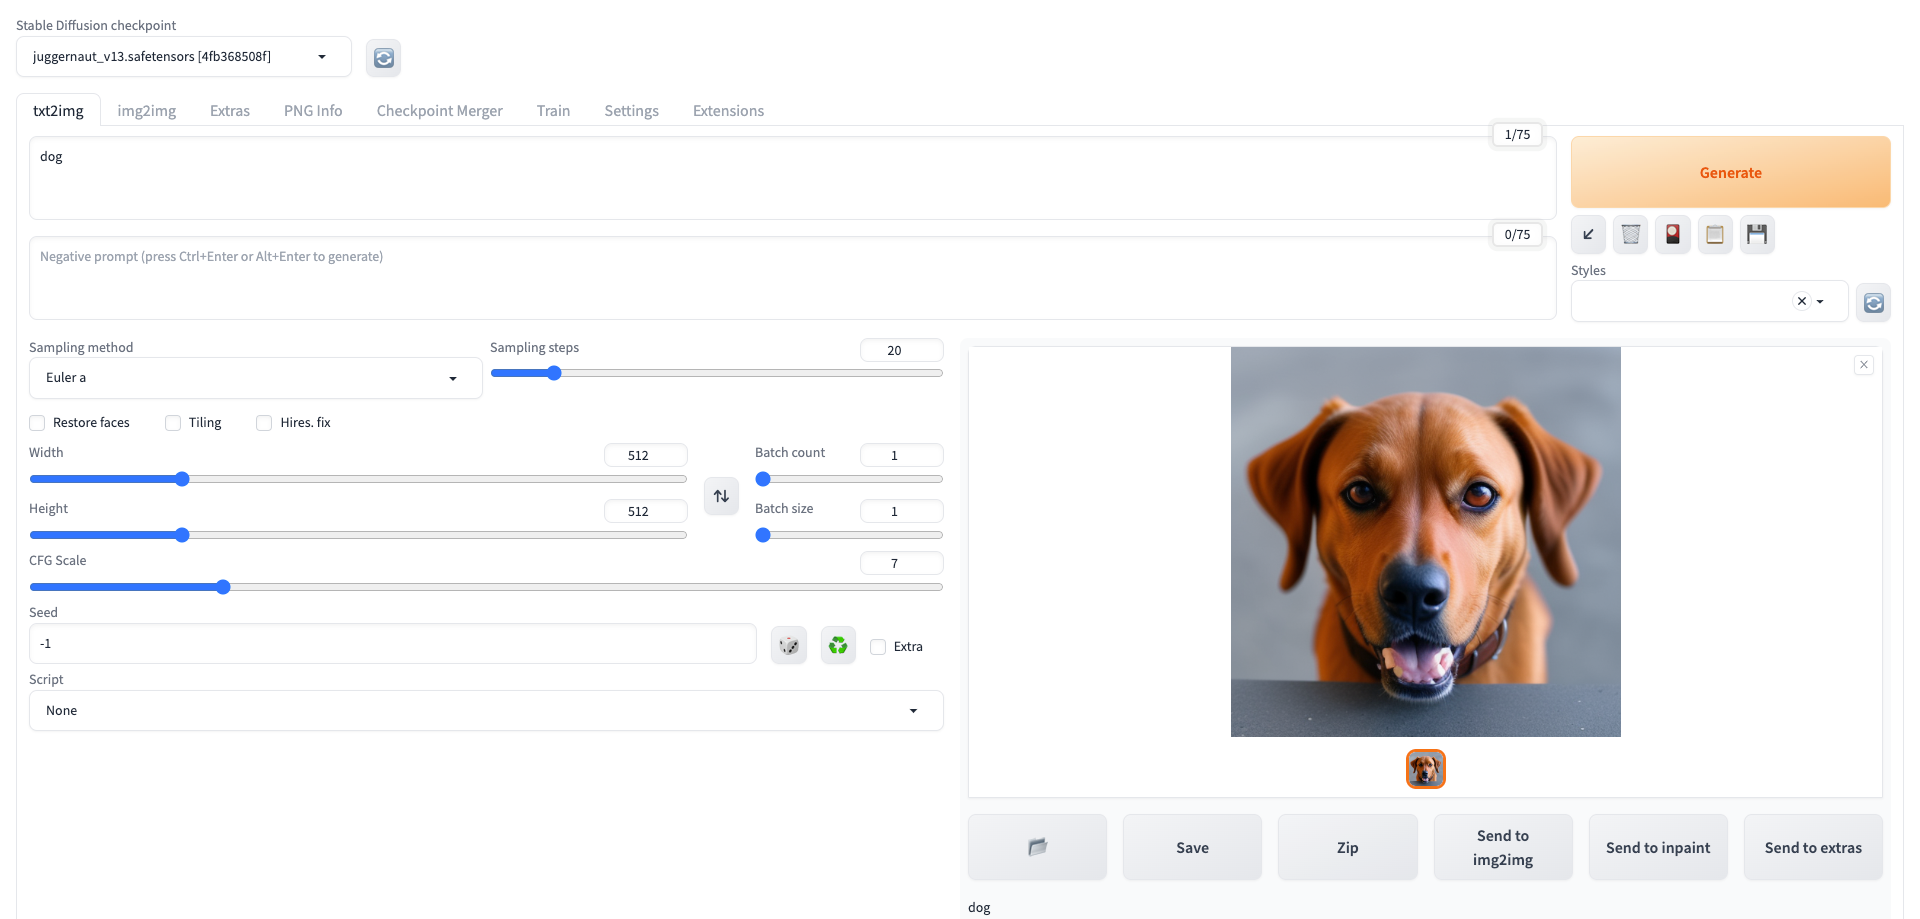 Stable Diffusion checkpoint
juggernaut_v13.safetensors [4fb368508f]
txt2img img2img Extras PNG Info Checkpoint Merger Train Settings Extensions
1/75
dog
Generate
0/75
Negative prompt (press Ctrl+Enter or Alt+Enter to generate)
Styles
Sampling method
Euler a
Sampling steps
20
Restore faces Tiling Hires. fix
Width
512
Batch count
1
Height
512
Batch size
1
CFG Scale
7
Seed
-1
Extra
Script
None
Save
Zip
Send to
img2img
Send to inpaint
Send to extras
dog